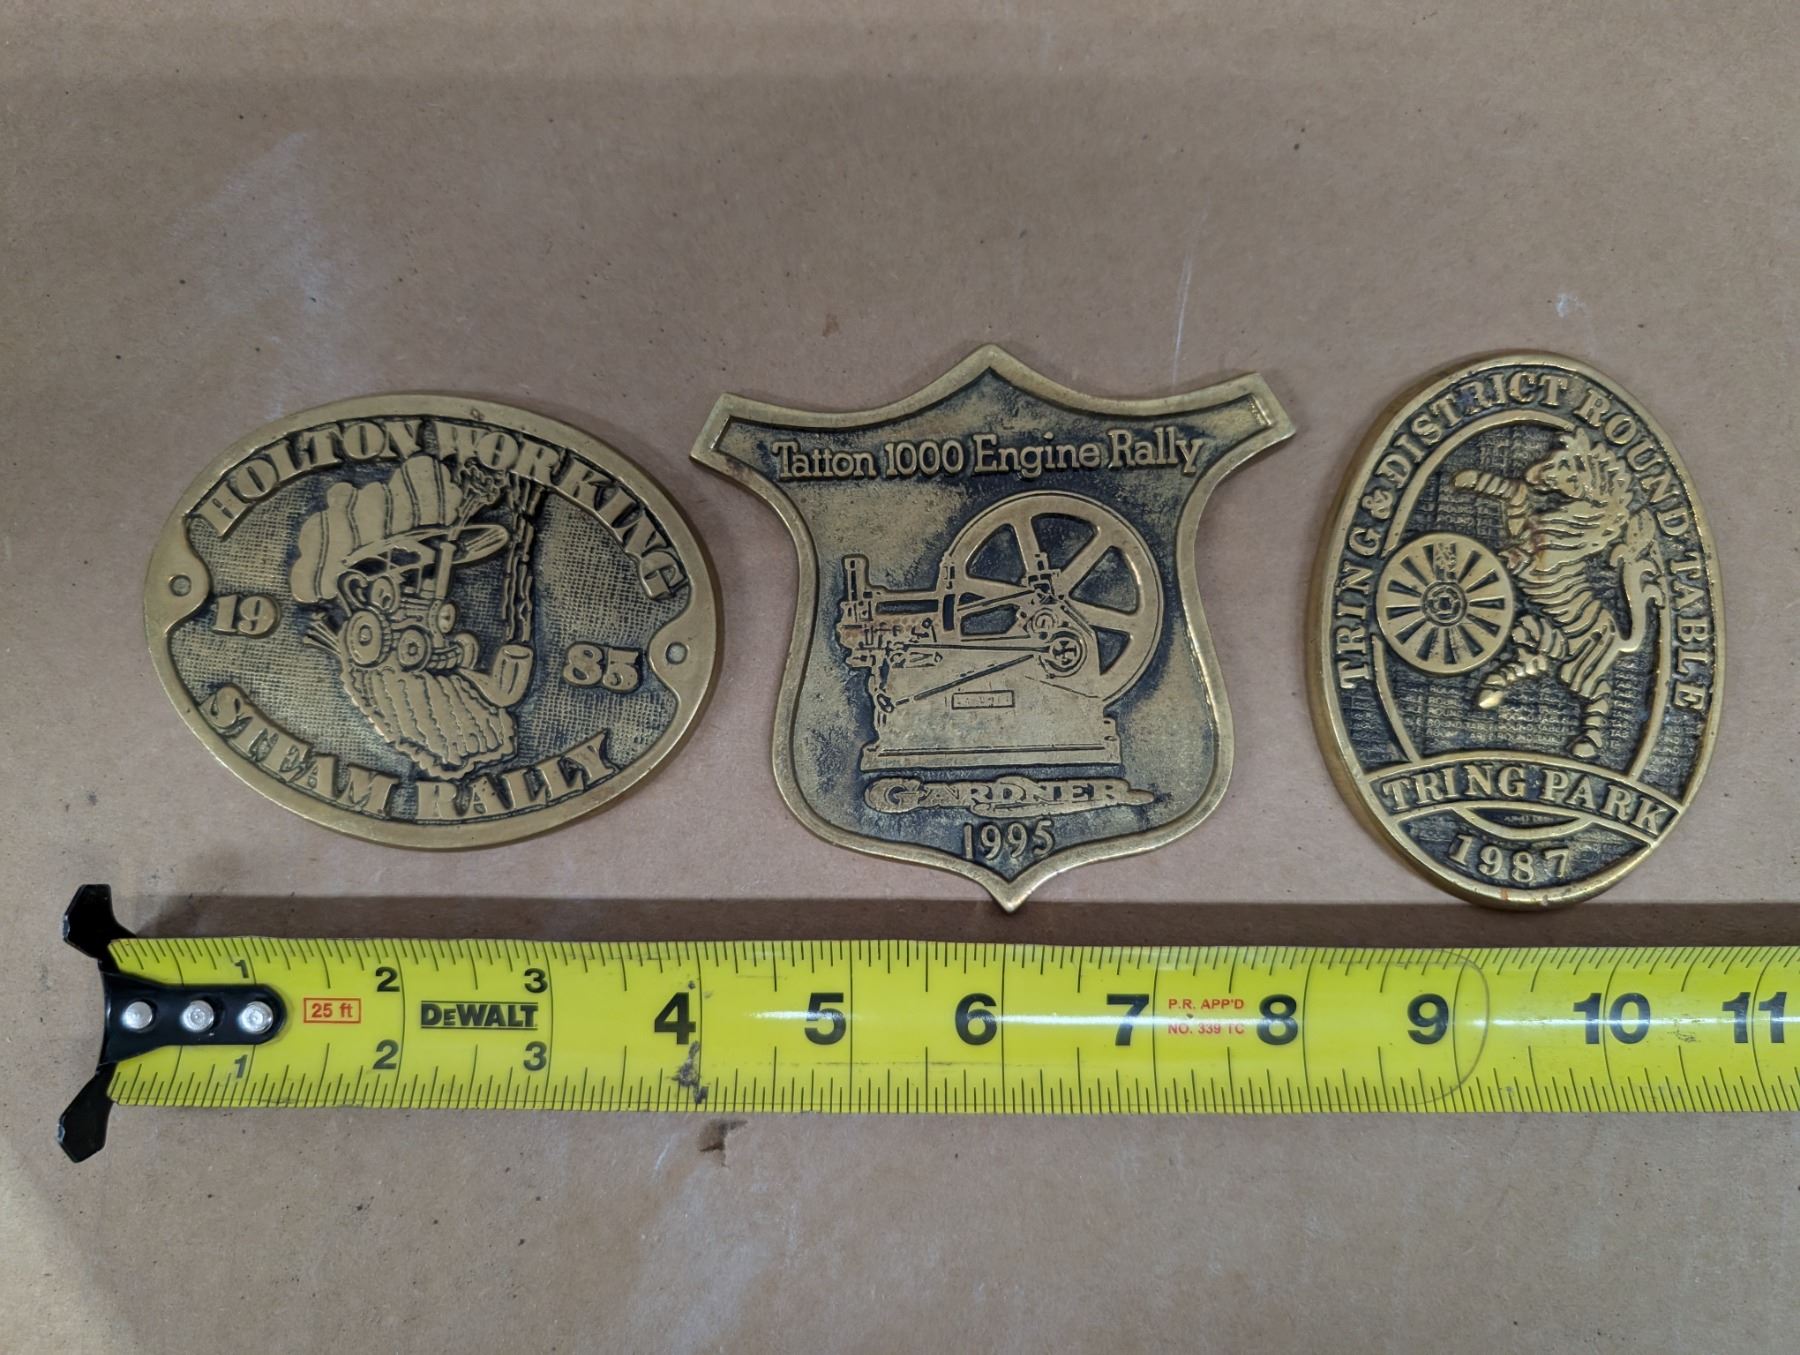 HOLTON WORKING
19 85
STEAM RALLY
Tatton 1000 Engine Rally
GARDNER
1995
TRING & DISTRICT ROUND TABLE
TRING PARK
1987
1 2 3
25 ft DEWALT 4 5 6 7 P.R. APP'D 8 9 10 11
NO. 339 TC
1 2 3